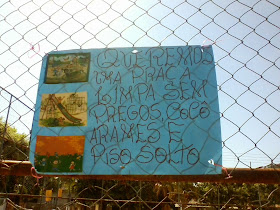 QUEREMOS
UMA PRAÇA
LIMPA SEM
PREGOS, COCÔ
ARAMES E
PISO SOLTO